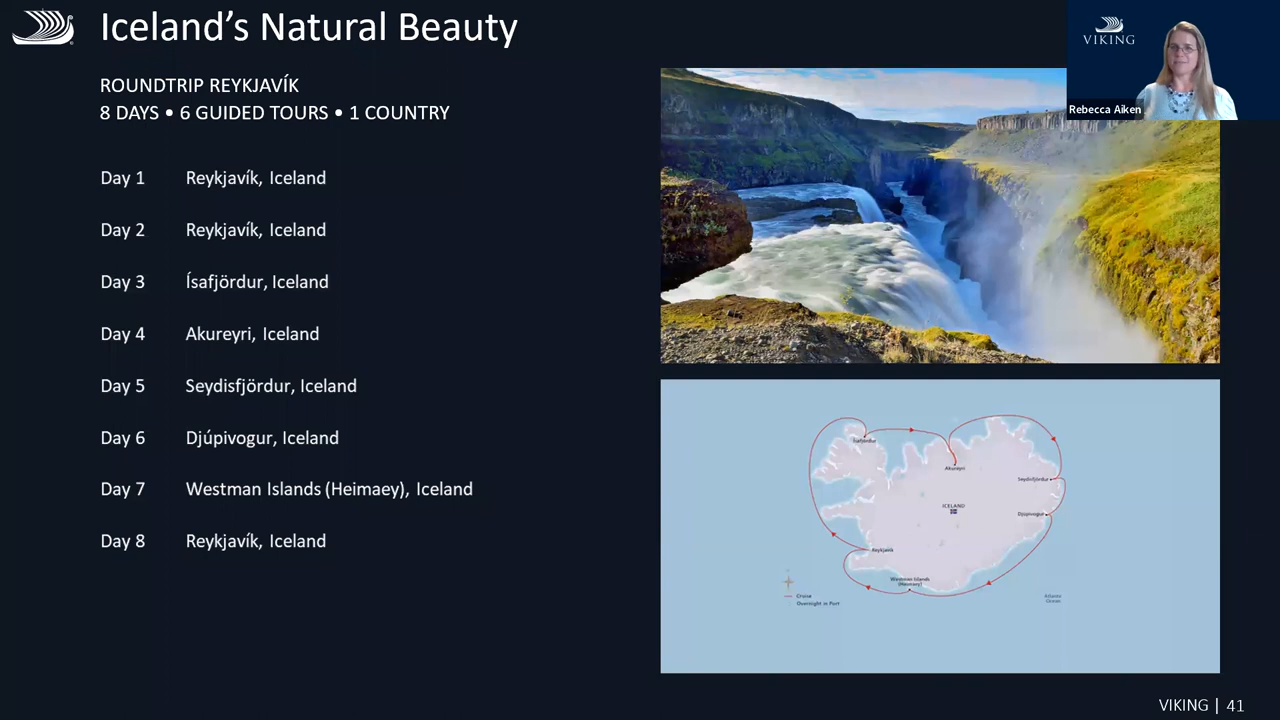 Iceland's Natural Beauty
VIKING
Rebecca Aiken
ROUNDTRIP REYKJAVÍK
8 DAYS • 6 GUIDED TOURS • 1 COUNTRY
Day 1 Reykjavík, Iceland
Day 2 Reykjavík, Iceland
Day 3 Ísafjördur, Iceland
Day 4 Akureyri, Iceland
Day 5 Seydisfjördur, Iceland
Day 6 Djúpivogur, Iceland
Day 7 Westman Islands (Heimaey), Iceland
Day 8 Reykjavík, Iceland
Ísafjördur
Akureyri
Seydisfjördur
ICELAND
Djúpivogur
Reykjavík
Westman Islands
(Heimaey)
Cruise
Overnight in Port
Atlantic
Ocean
VIKING | 41